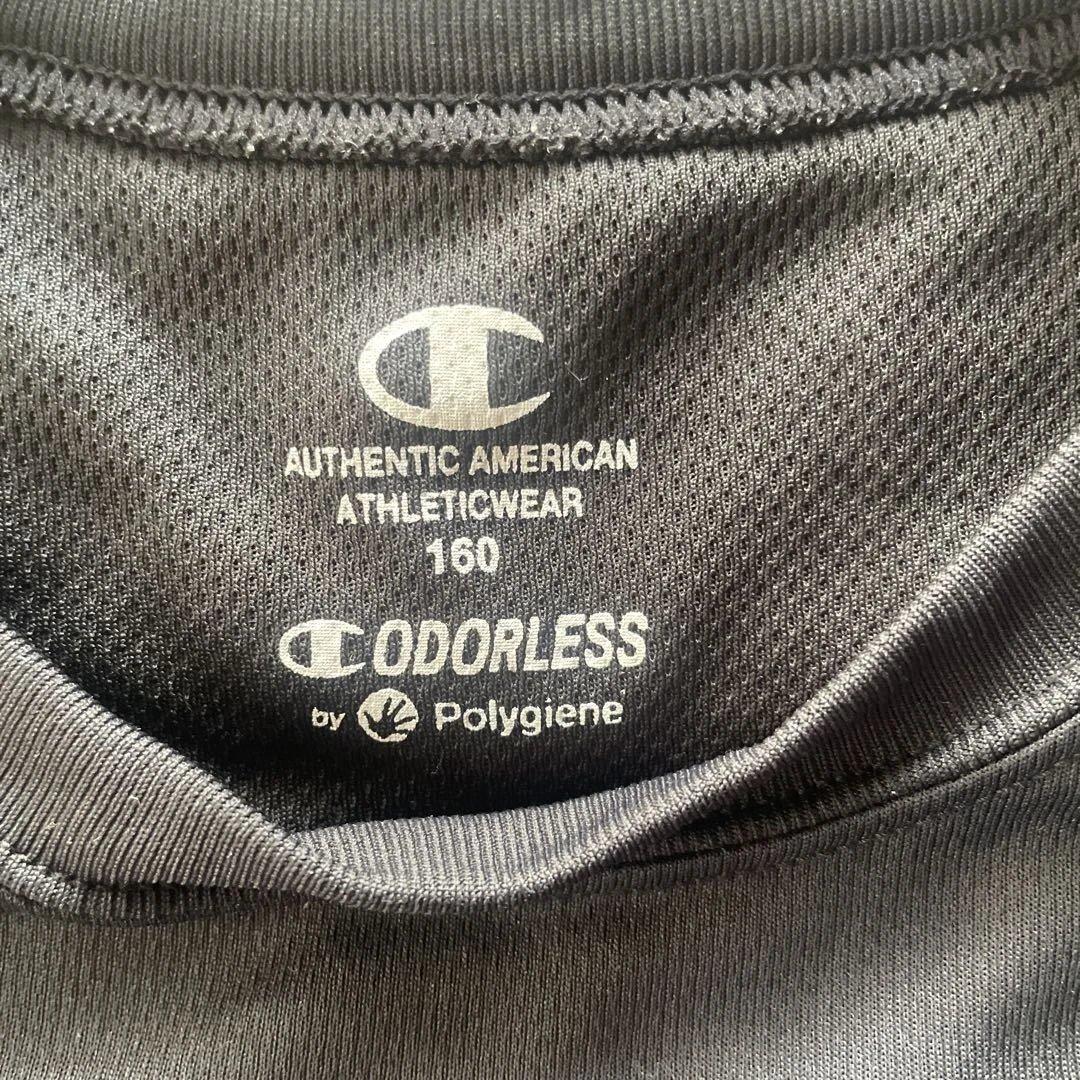 AUTHENTIC AMERICAN
ATHLETICWEAR
160
ODORLESS
by Polygiene